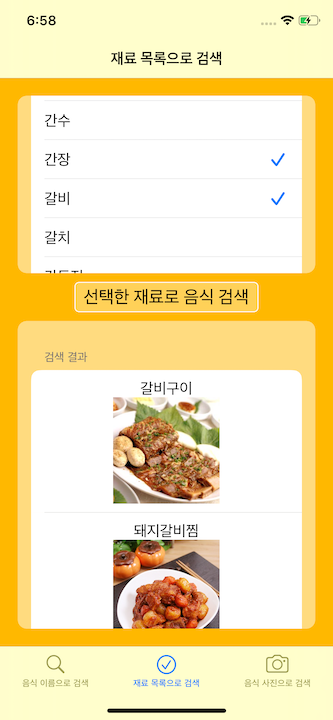 6:58
재료 목록으로 검색
간수
간장
갈비
갈치
선택한 재료로 음식 검색
검색 결과
갈비구이
돼지갈비찜
음식 이름으로 검색
재료 목록으로 검색
음식 사진으로 검색